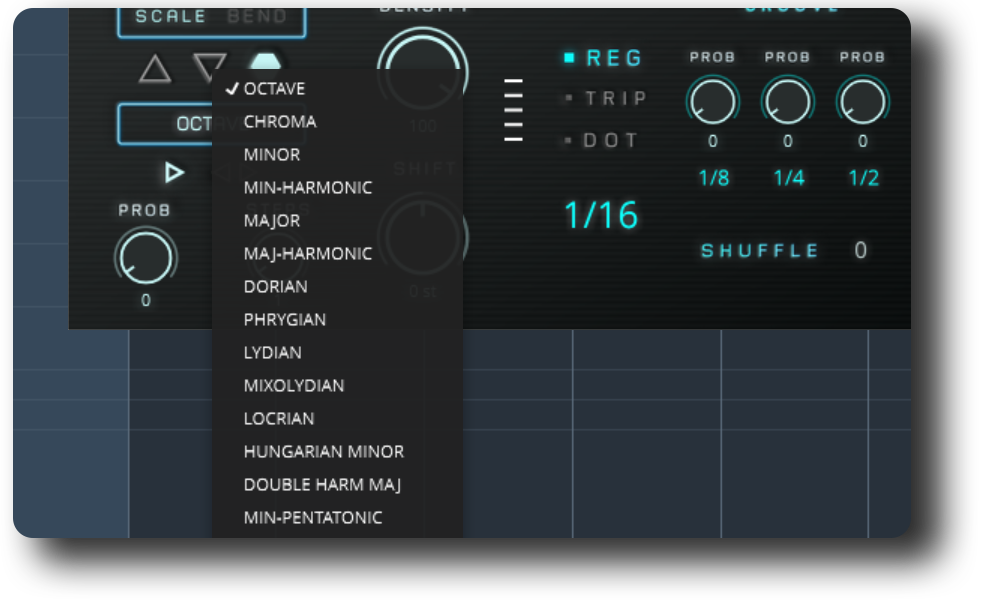 SCALE BEND
DENSITY
GROOVE
REG
TRIP
DOT
1/16
PROB PROB PROB
0 0 0
1/8 1/4 1/2
SHUFFLE 0
OCT
100
SHIFT
0 st
PROB
STEPS
0
✓ OCTAVE
CHROMA
MINOR
MIN-HARMONIC
MAJOR
MAJ-HARMONIC
DORIAN
PHRYGIAN
LYDIAN
MIXOLYDIAN
LOCRIAN
HUNGARIAN MINOR
DOUBLE HARM MAJ
MIN-PENTATONIC